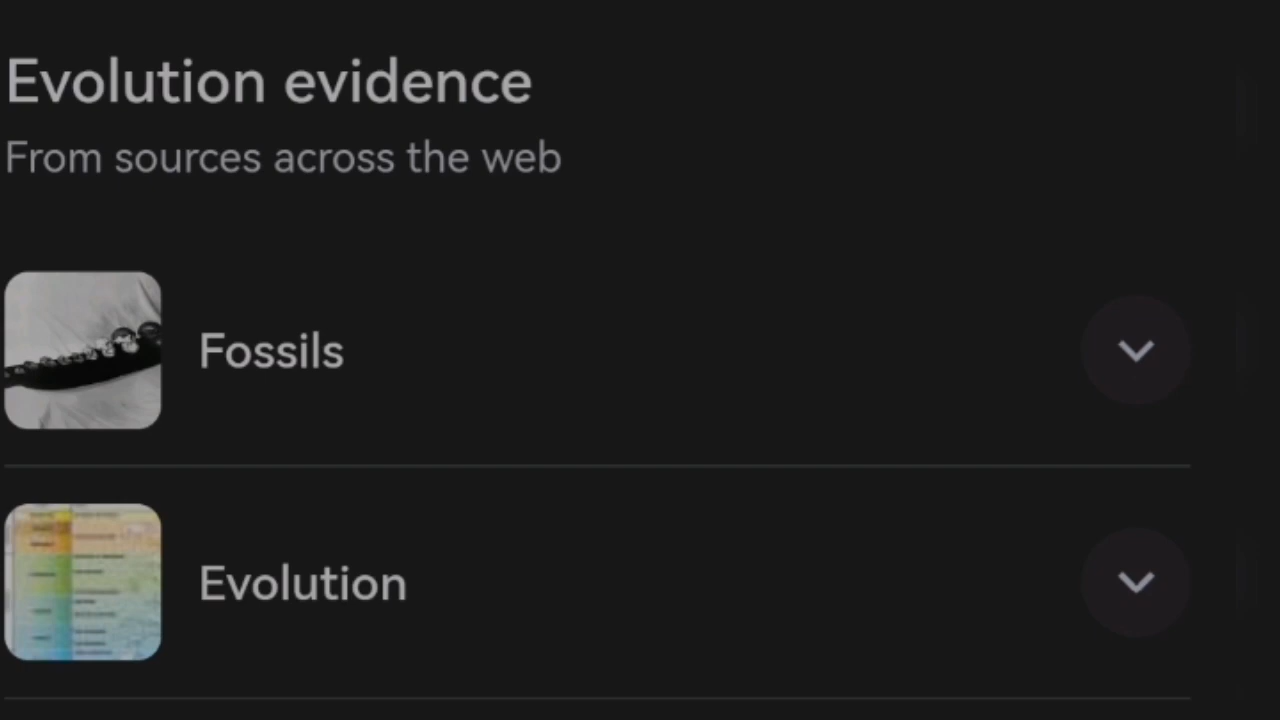 Evolution evidence
From sources across the web
Fossils
Evolution